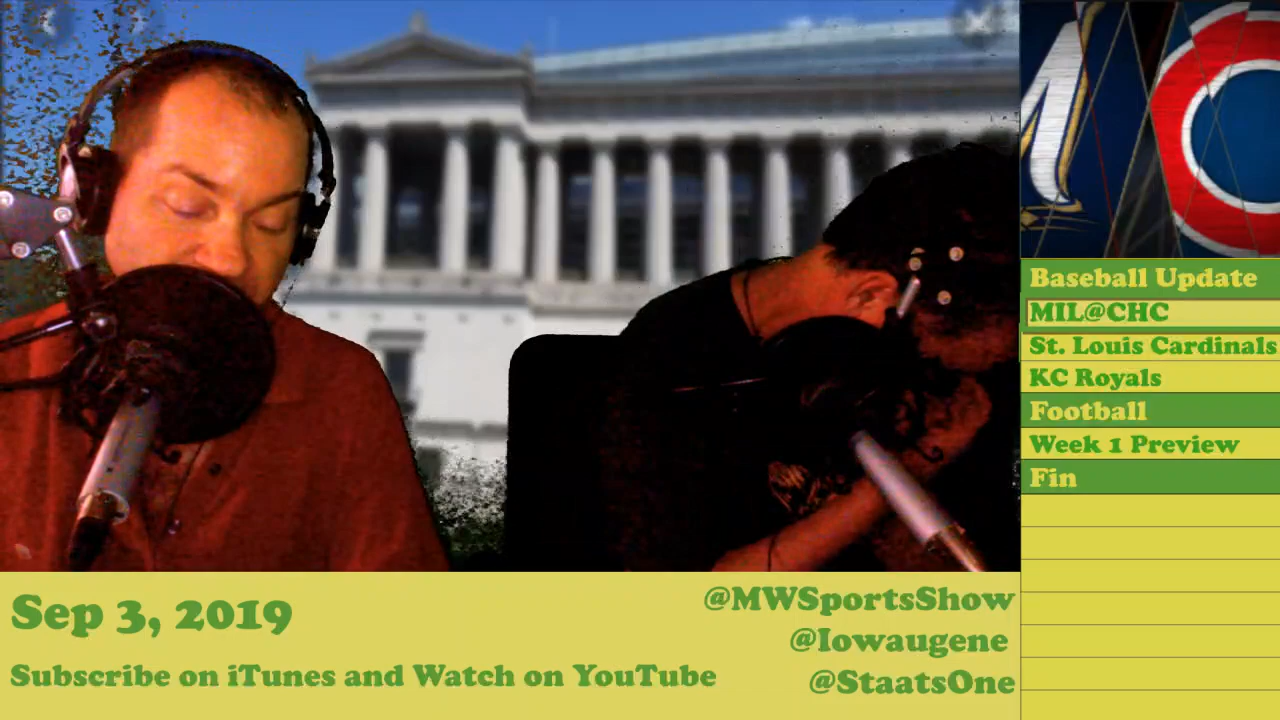 Baseball Update
MIL@CHC
St. Louis Cardinals
KC Royals
Football
Week 1 Preview
Fin
Sep 3, 2019
Subscribe on iTunes and Watch on YouTube
@MWSportsShow
@Iowaugene
@StaatsOne